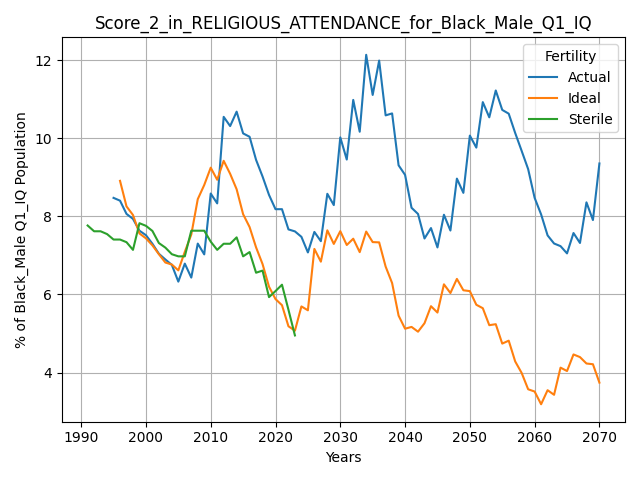 Score_2_in_RELIGIOUS_ATTENDANCE_for_Black_Male_Q1_IQ
Fertility
Actual
Ideal
Sterile
% of Black_Male Q1_IQ Population
12
10
8
6
4
1990 2000 2010 2020 2030 2040 2050 2060 2070
Years